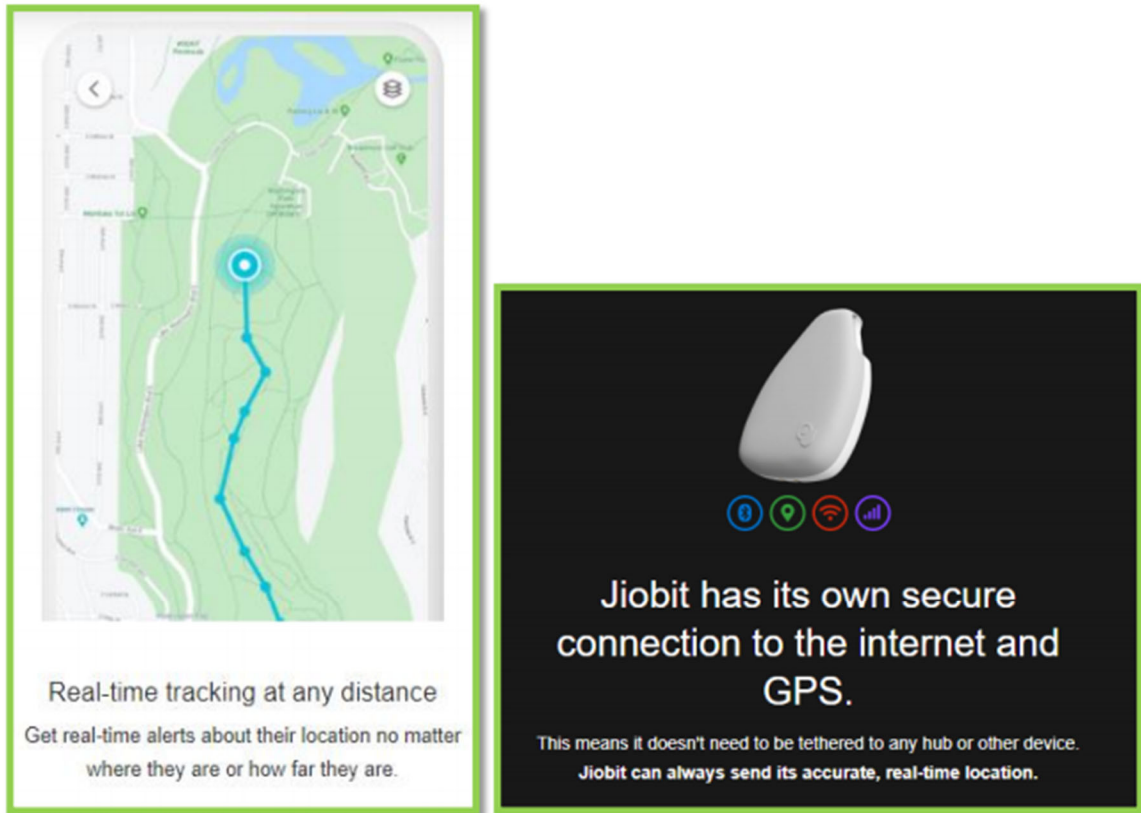 Real-time tracking at any distance
Get real-time alerts about their location no matter
where they are or how far they are.
Jiobit has its own secure
connection to the internet and
GPS.
This means it doesn't need to be tethered to any hub or other device.
Jiobit can always send its accurate, real-time location.